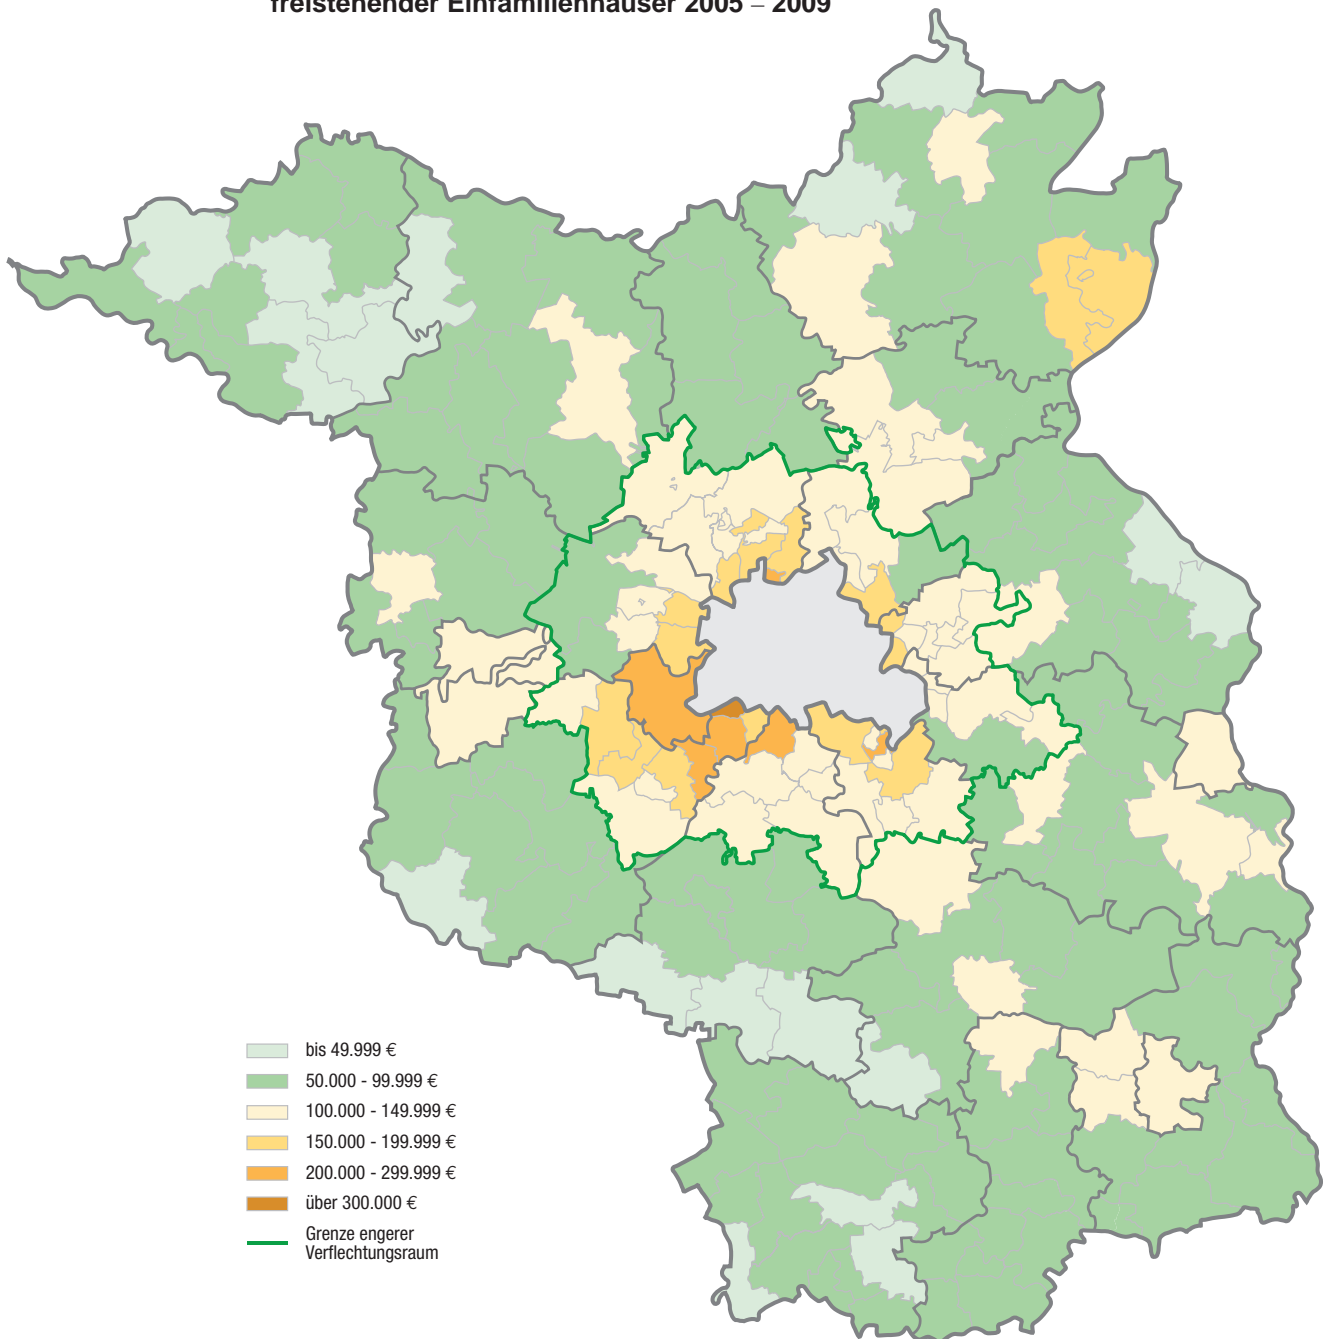 freistehender Einfamilienhäuser 2005 – 2009
bis 49.999 €
50.000 - 99.999 €
100.000 - 149.999 €
150.000 - 199.999 €
200.000 - 299.999 €
über 300.000 €
Grenze engerer
Verflechtungsraum